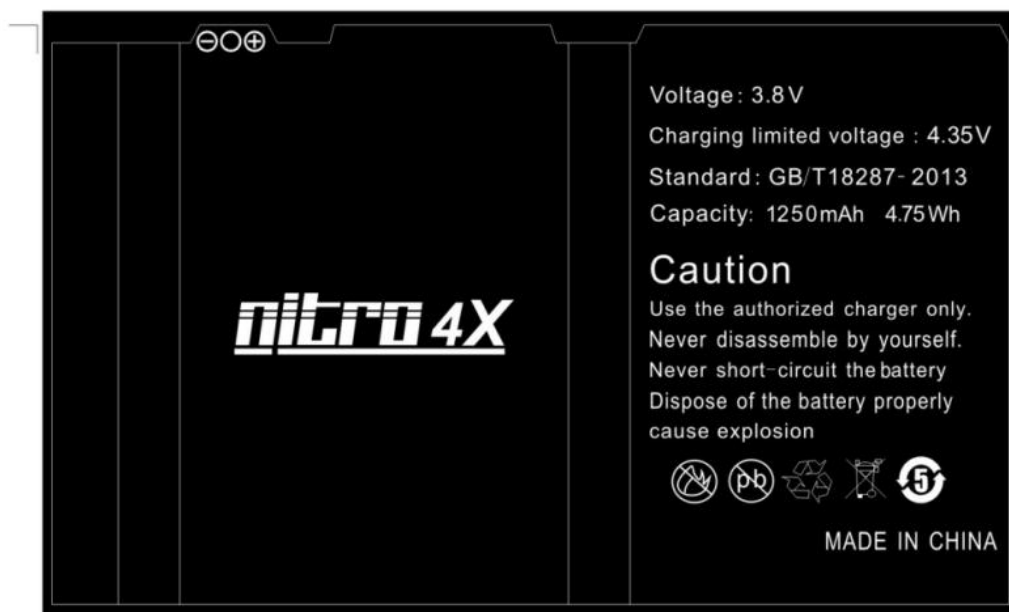 nitro 4X
Voltage: 3.8V
Charging limited voltage : 4.35V
Standard: GB/T18287-2013
Capacity: 1250mAh 4.75Wh
Caution
Use the authorized charger only.
Never disassemble by yourself.
Never short-circuit the battery
Dispose of the battery properly
cause explosion
pb
5
MADE IN CHINA